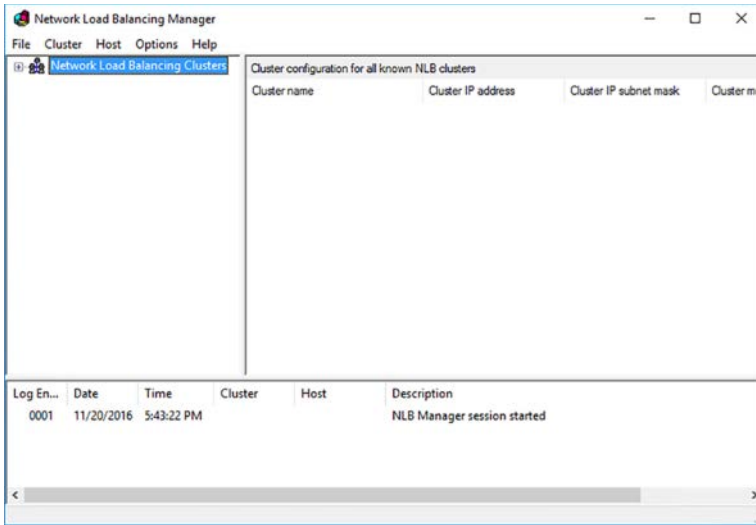 Network Load Balancing Manager
File Cluster Host Options Help
Network Load Balancing Clusters
Cluster configuration for all known NLB clusters
Cluster name Cluster IP address Cluster IP subnet mask Cluster m
Log En... Date Time Cluster Host Description
0001 11/20/2016 5:43:22 PM NLB Manager session started